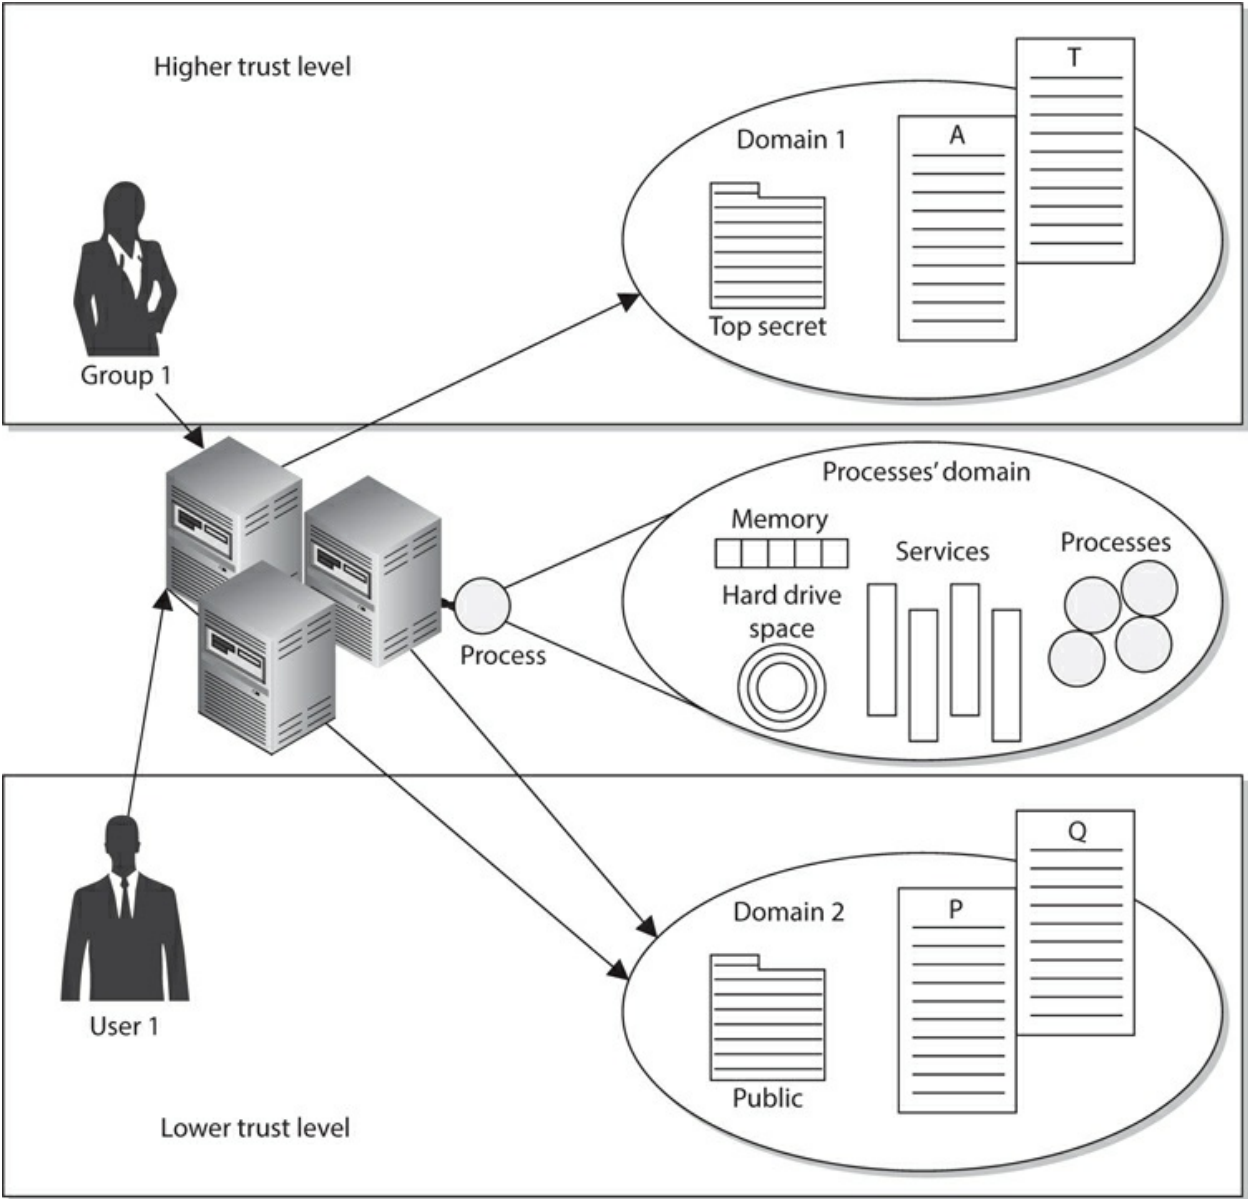 Higher trust level
T
Domain 1
A
Top secret
Group 1
Processes' domain
Memory
Services
Processes
Hard drive
space
Process
Q
Domain 2
P
Public
User 1
Lower trust level